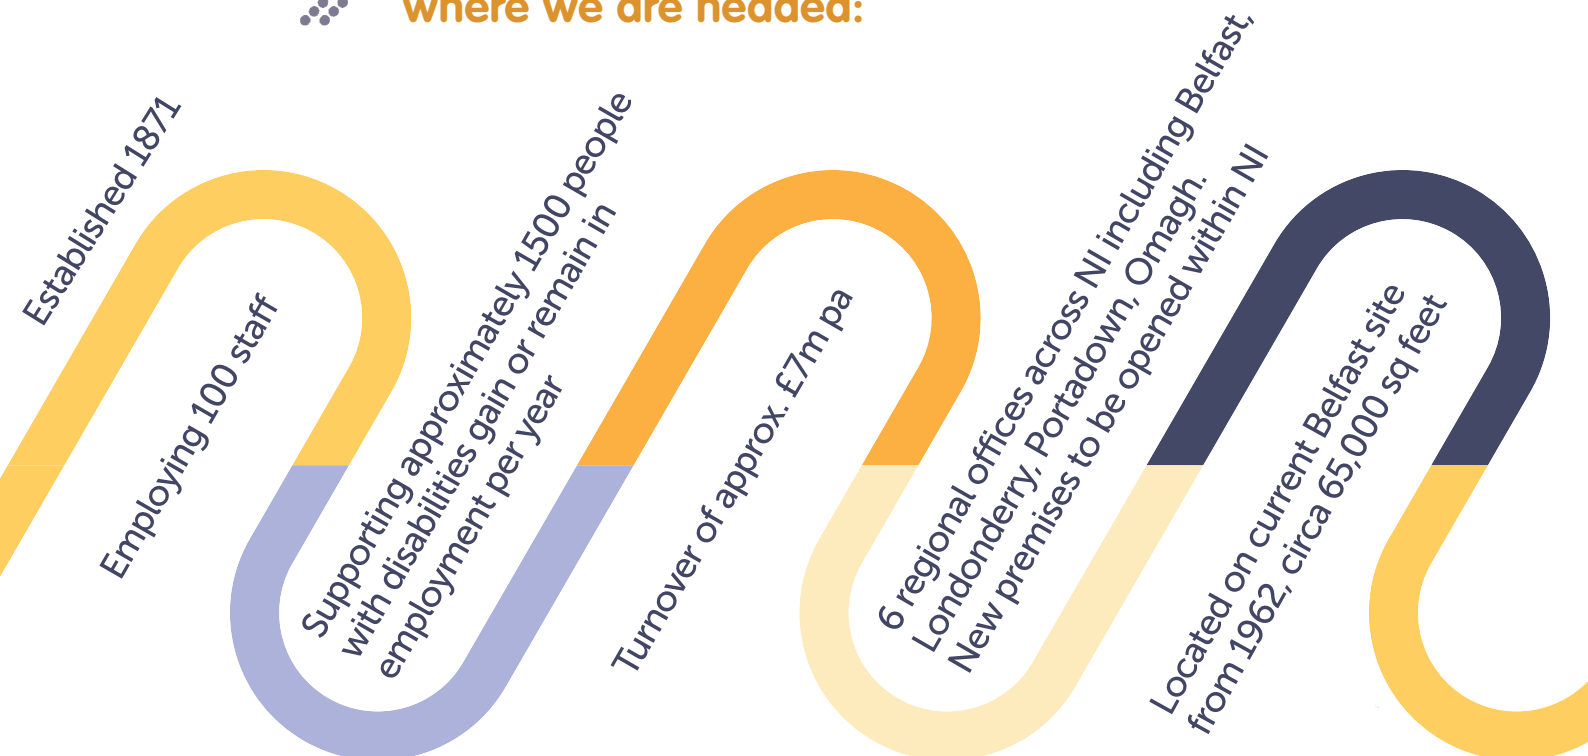 where we are headed:
Established 1871
Employing 100 staff
Supporting approximately 1500 people
with disabilities gain or remain in
employment per year
Turnover of approx. £7m pa
6 regional offices across NI including Belfast,
Londonderry, Portadown, Omagh.
New premises to be opened within NI
Located on current Belfast site
from 1962, circa 65,000 sq feet